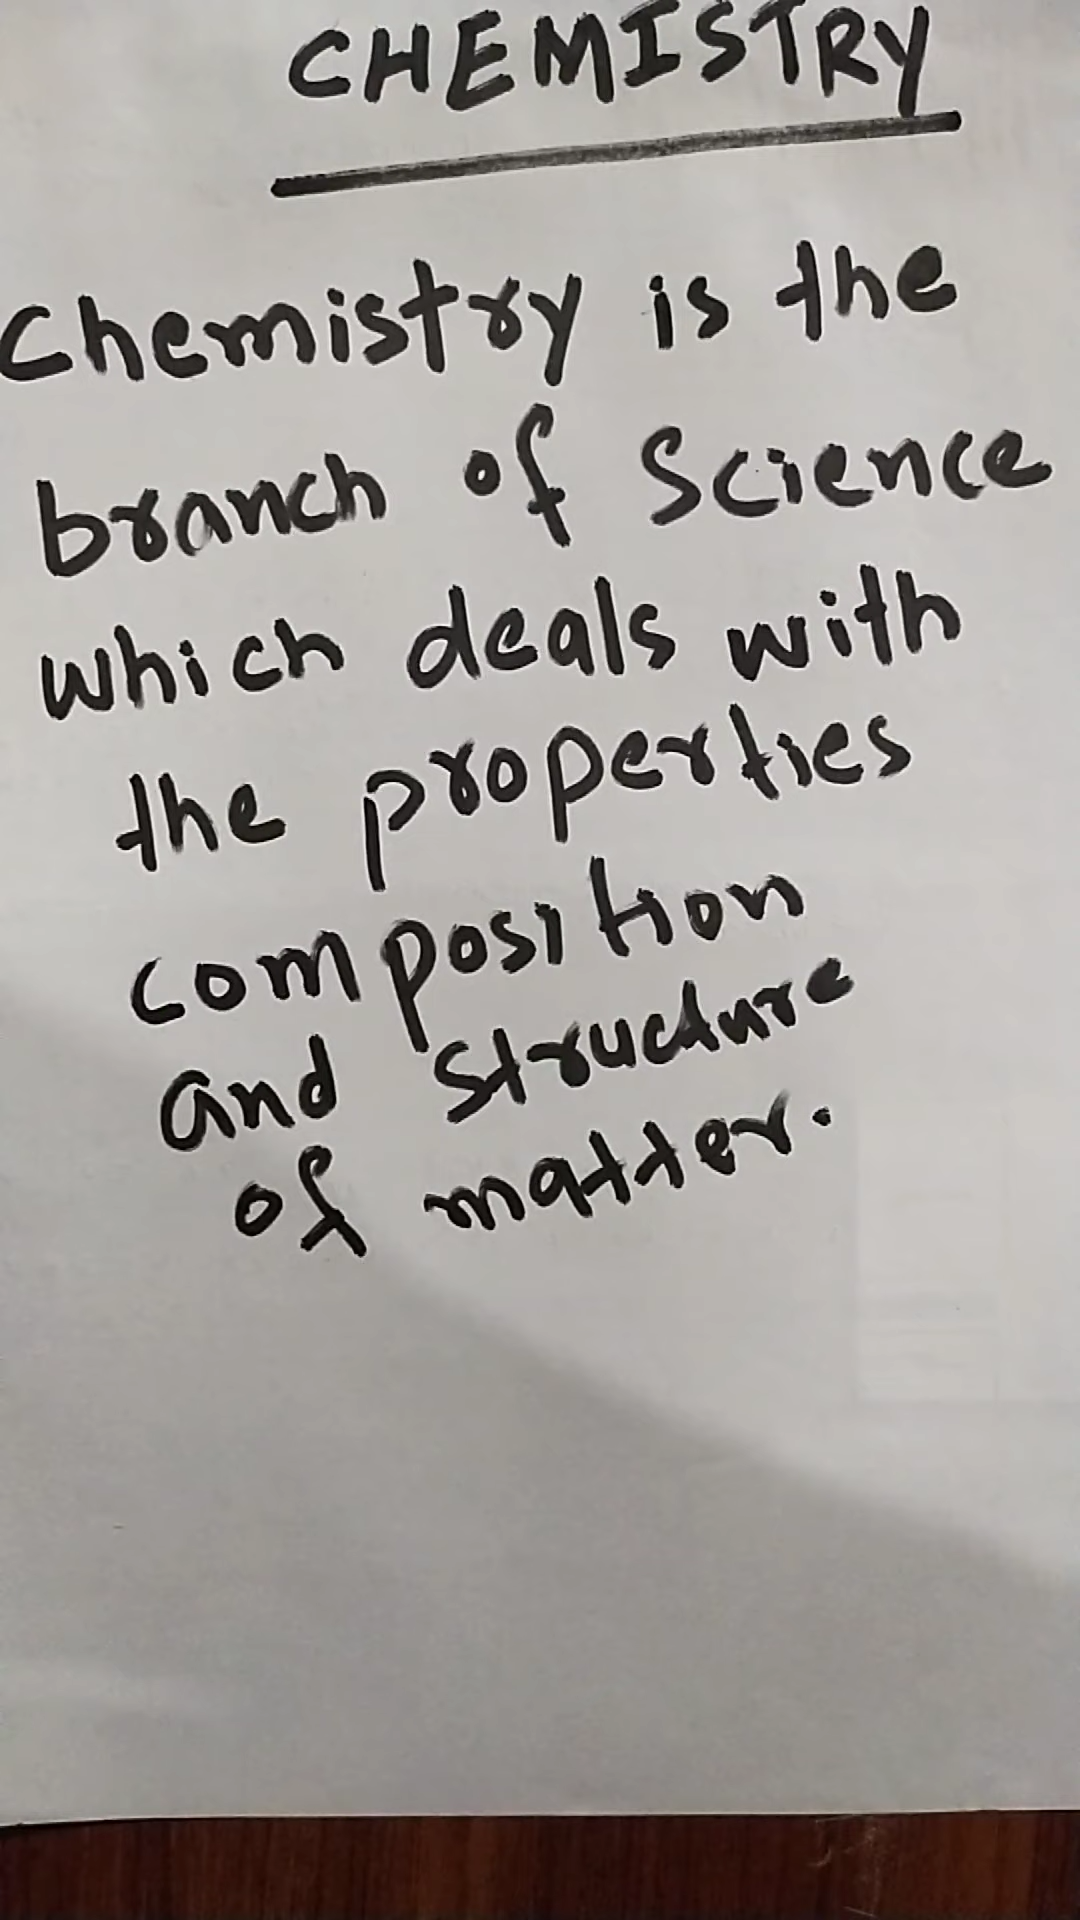 CHEMISTRY
Chemistry is the
branch of Science
which deals with
the properties
composition
and structure
of matter.